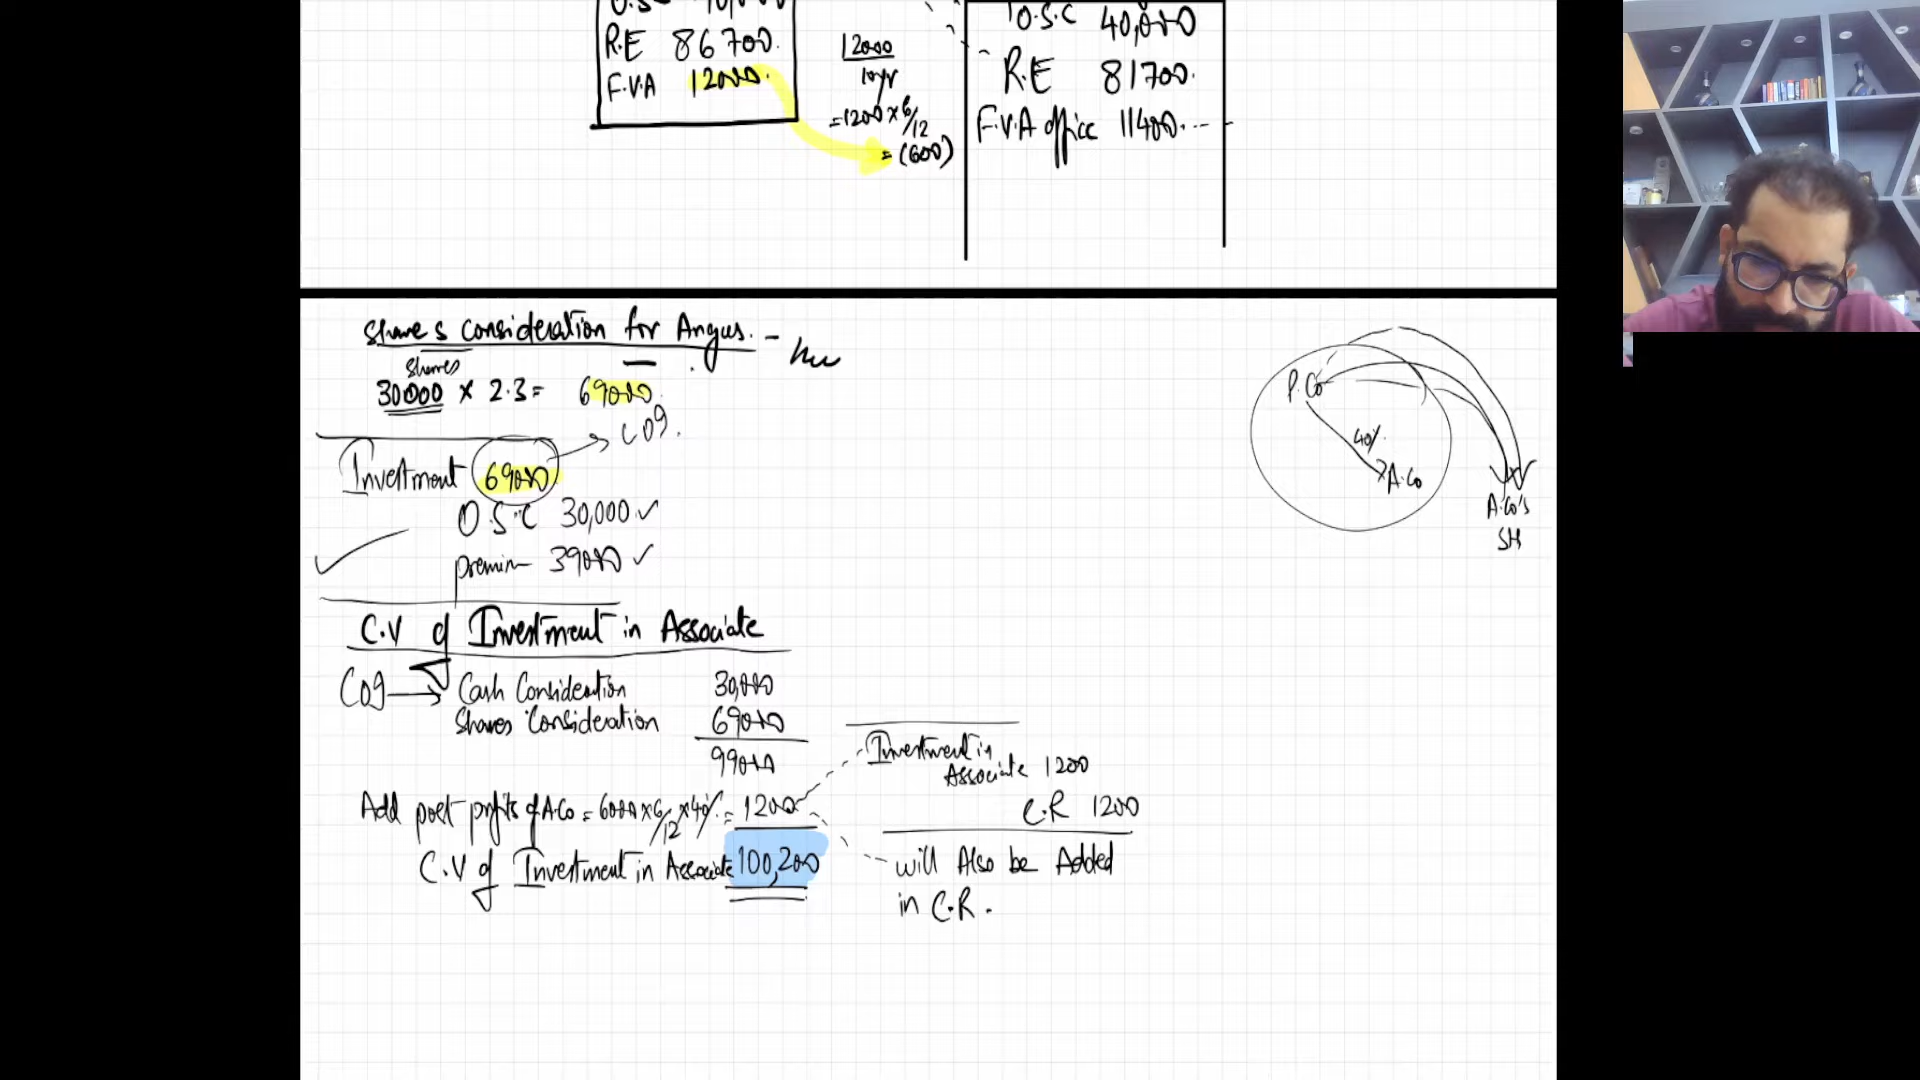 R.E 86700.
F.V.A 12000.
12000
10yr
=1200 x 6/12
= (600)
O.S.C 40,000
R.E 81700.
F.V.A office 11400.
Shares consideration for Angus. -
shares
30000 x 2.3 = 69000.
Investment 69000
COg.
O.S.C 30,000 ✓
premium 39000 ✓
C.V of Investment in Associate
COg → Cash Consideration 30,000
Shares Consideration 69000
99000
Add post profits of A.Co = 6000 x 6/12 x 40% = 1200
C.V of Investment in Associate 100,200
Investment in
Associate 1200
C.R 1200
will Also be Added
in C.R.
P.Co
40%
A.Co
A.Co's
SH